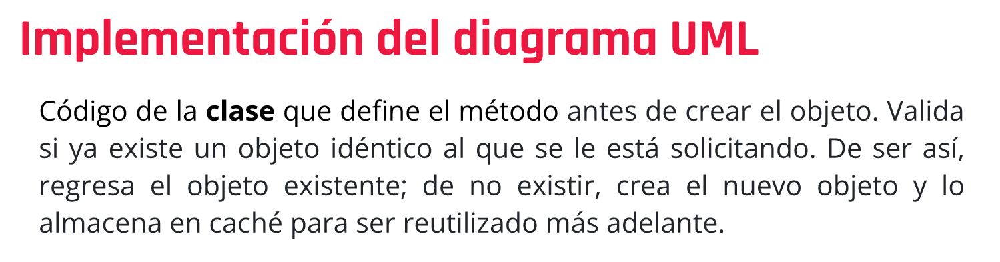 Implementación del diagrama UML
Código de la clase que define el método antes de crear el objeto. Valida
si ya existe un objeto idéntico al que se le está solicitando. De ser así,
regresa el objeto existente; de no existir, crea el nuevo objeto y lo
almacena en caché para ser reutilizado más adelante.